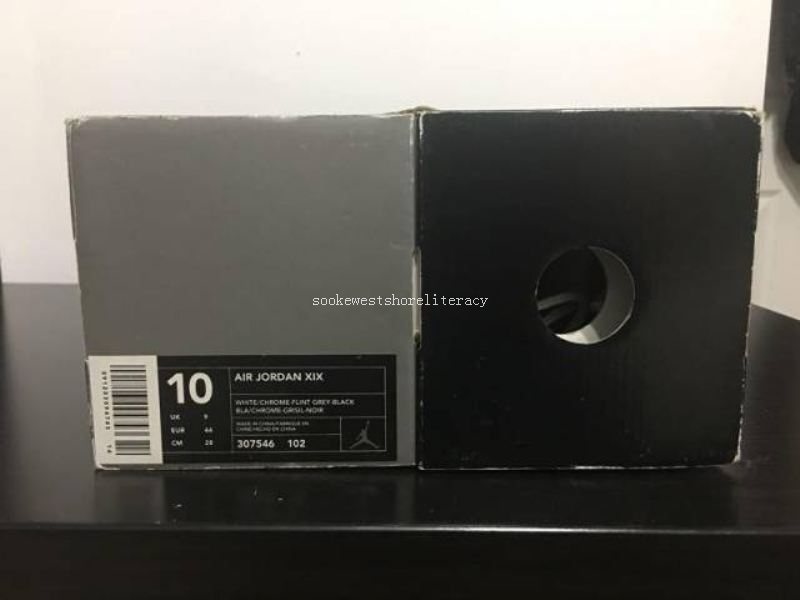 sookewestshoreliteracy
10
UK 9
EUR 44
CM 28
AIR JORDAN XIX
WHITE/CHROME-FLINT GREY-BLACK
BLA/CHROME-GRISIL-NOIR
MADE IN CHINA/FABRIQUE EN
CHINE/HECHO EN CHINA
307546 102